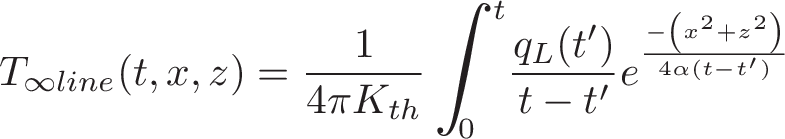 $T_{\infty line}(t, x, z) = \frac{1}{4\pi K_{th}} \int_0^t \frac{q_L(t')}{t - t'} e^{\frac{-\left(x^2+z^2\right)}{4\alpha(t-t')}}$